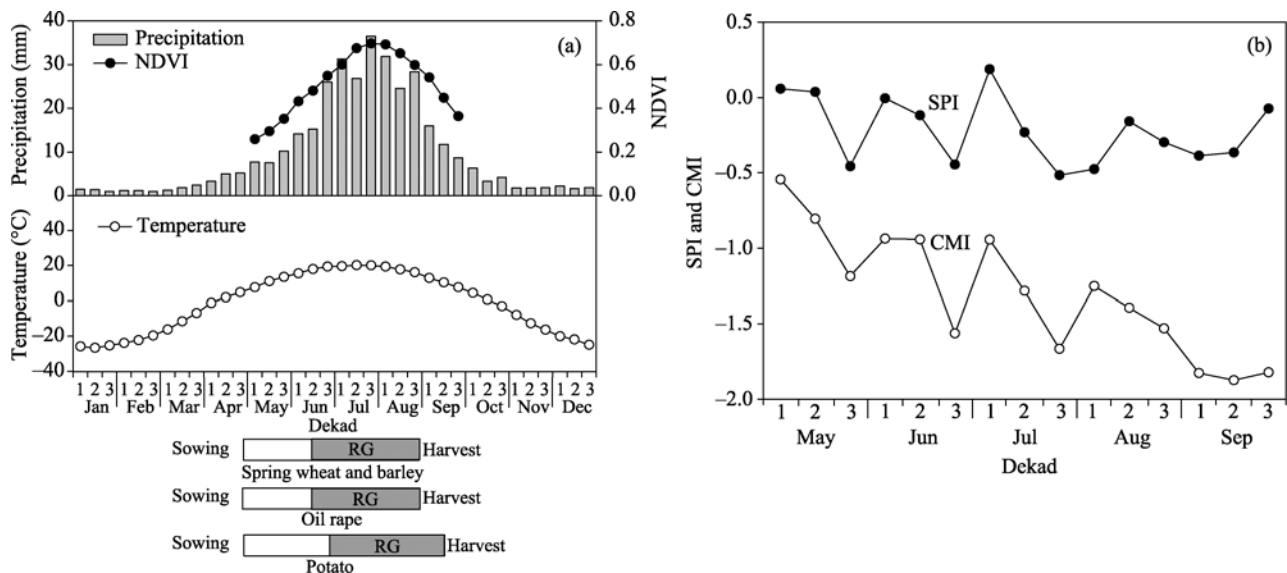 Precipitation (mm)
40
30
20
10
0
Precipitation
NDVI
(a)
0.8
0.6
0.4
0.2
0.0
NDVI
Temperature (°C)
20
0
−20
−40
Temperature
1 2 3 1 2 3 1 2 3 1 2 3 1 2 3 1 2 3 1 2 3 1 2 3 1 2 3 1 2 3 1 2 3 1 2 3
Jan Feb Mar Apr May Jun Jul Aug Sep Oct Nov Dec
Dekad
Sowing RG Harvest
Spring wheat and barley
Sowing RG Harvest
Oil rape
Sowing RG Harvest
Potato
SPI and CMI
0.5
0.0
−0.5
−1.0
−1.5
−2.0
(b)
SPI
CMI
1 2 3 1 2 3 1 2 3 1 2 3 1 2 3
May Jun Jul Aug Sep
Dekad